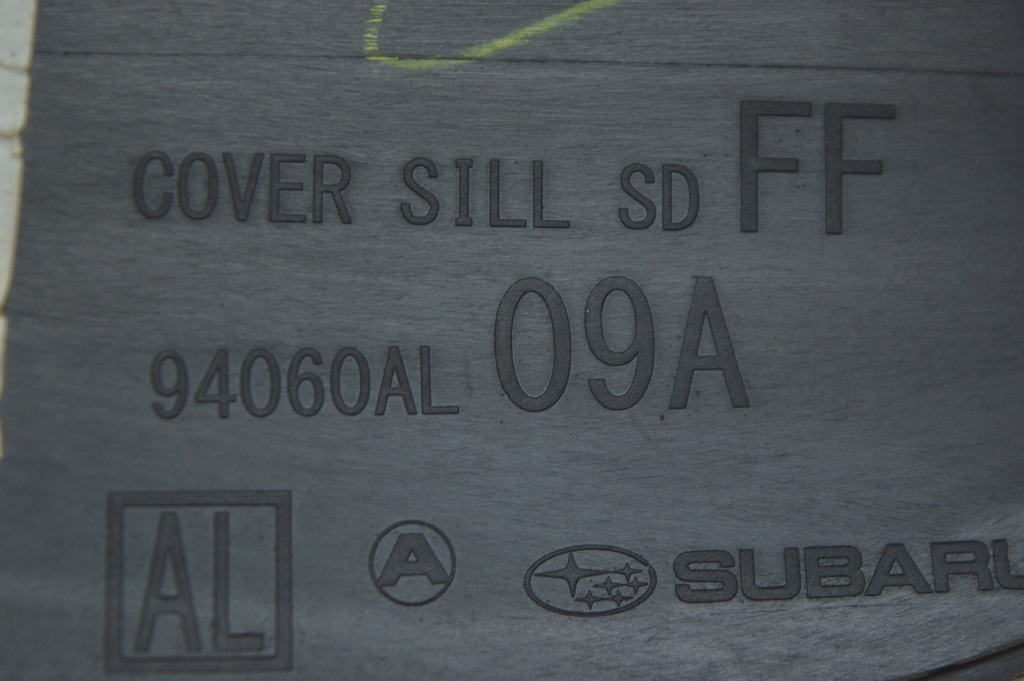 COVER SILL SD FF
94060AL 09A
AL A SUBARU